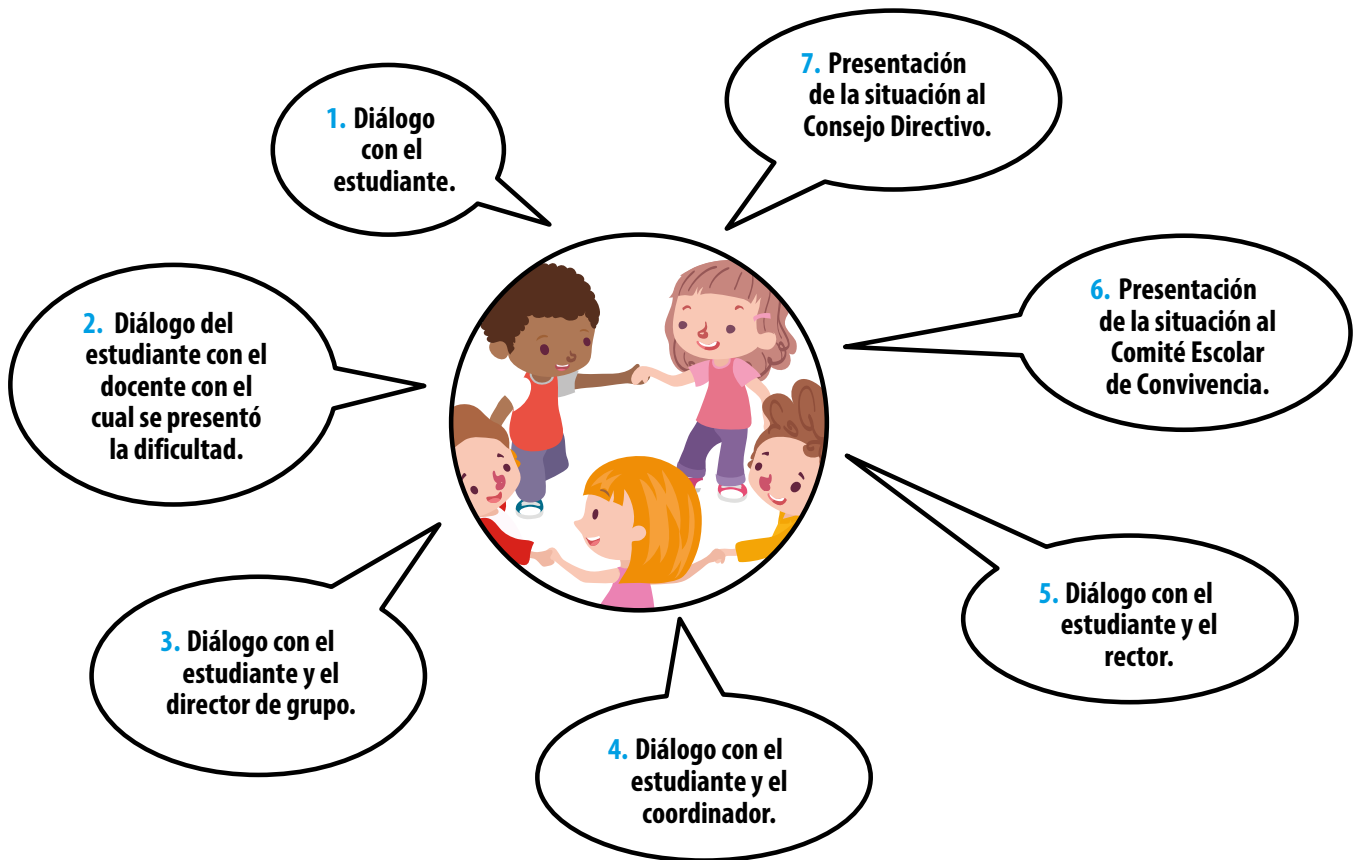 1. Diálogo
con el
estudiante.
2. Diálogo del
estudiante con el
docente con el
cual se presentó
la dificultad.
3. Diálogo con el
estudiante y el
director de grupo.
4. Diálogo con el
estudiante y el
coordinador.
5. Diálogo con el
estudiante y el
rector.
6. Presentación
de la situación al
Comité Escolar
de Convivencia.
7. Presentación
de la situación al
Consejo Directivo.